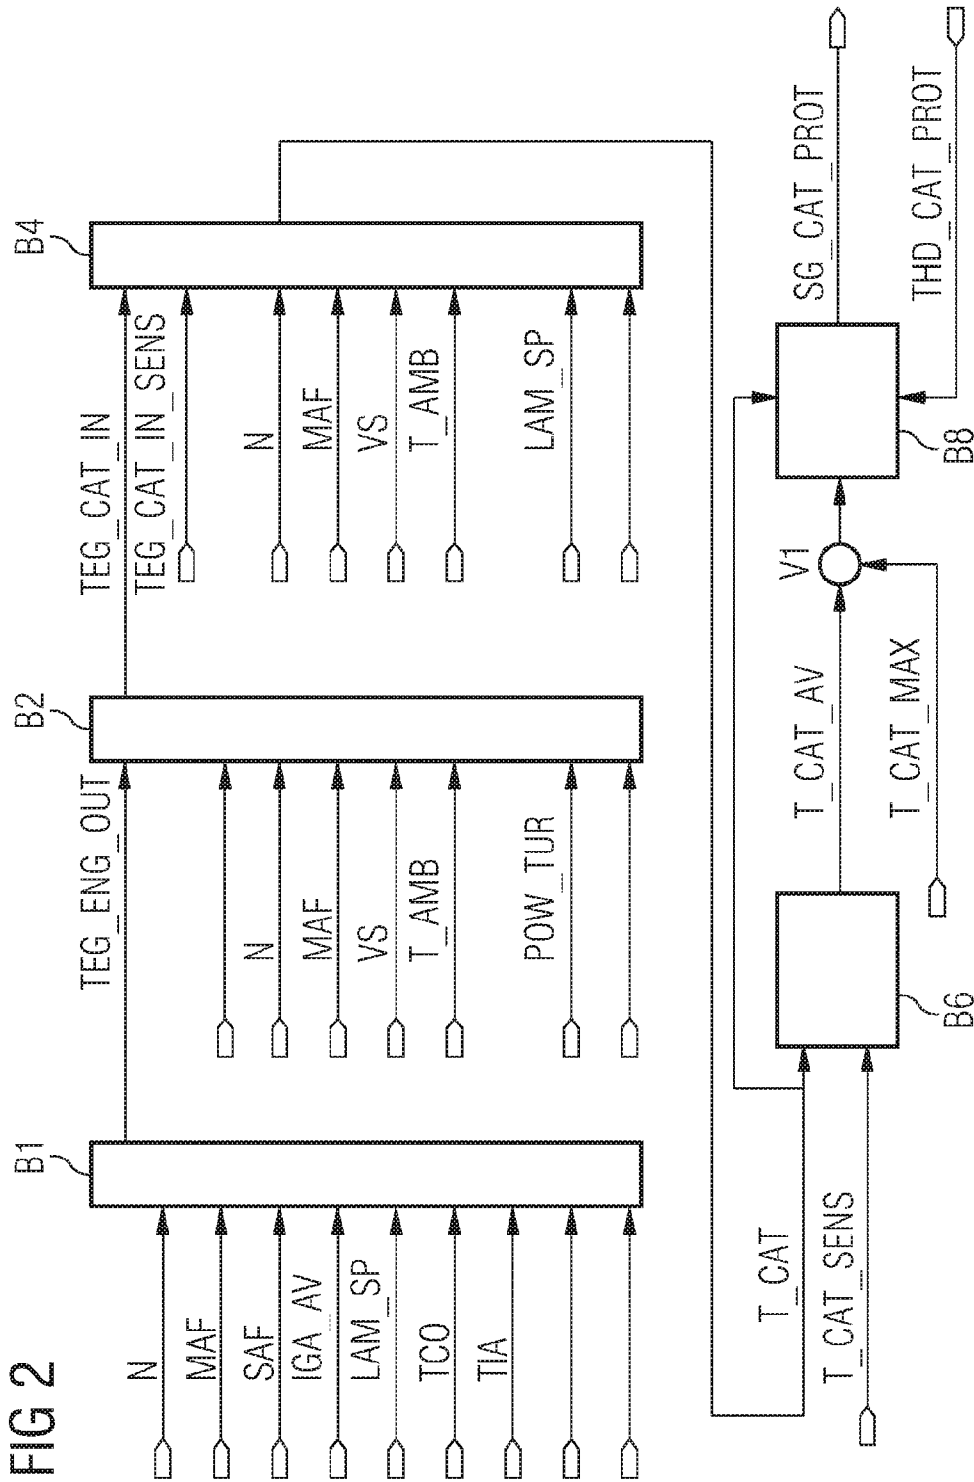 FIG 2
B1
N
MAF
SAF
IGA_AV
LAM_SP
TCO
TIA
TEG_ENG_OUT
B2
N
MAF
VS
T_AMB
POW_TUR
TEG_CAT_IN
TEG_CAT_IN_SENS
B4
N
MAF
VS
T_AMB
LAM_SP
T_CAT
T_CAT_SENS
B6
T_CAT_AV
T_CAT_MAX
V1
B8
SG_CAT_PROT
THD_CAT_PROT